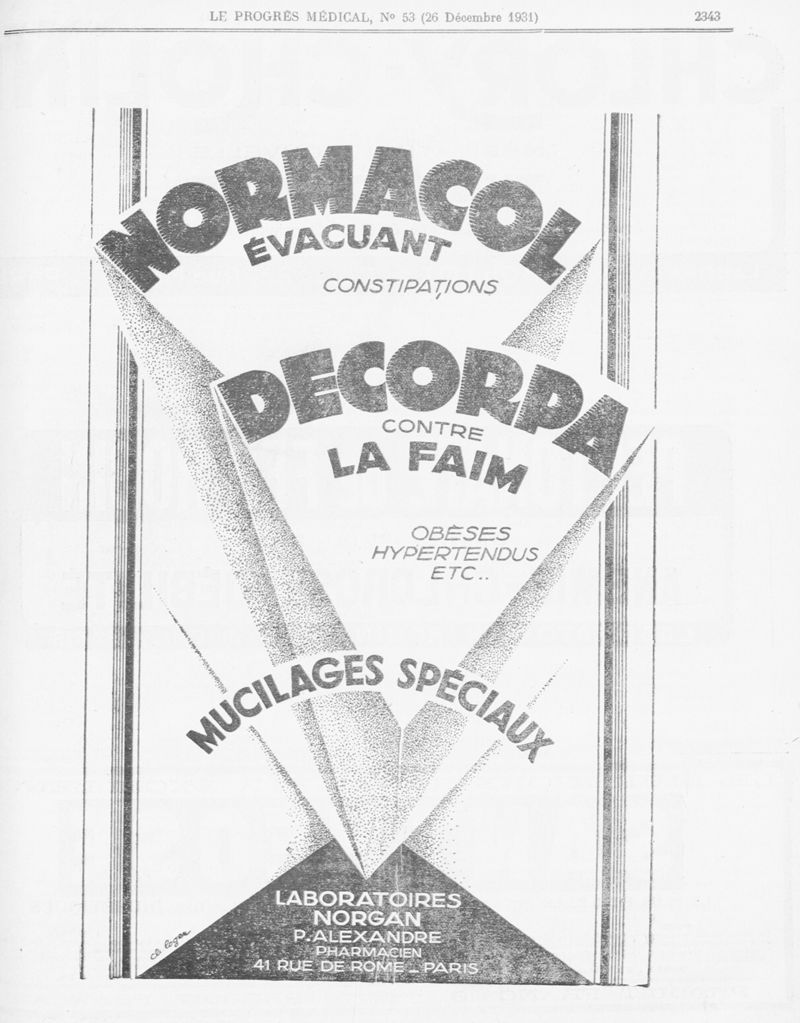 LE PROGRÈS MÉDICAL, No 53 (26 Décembre 1931) 2343
NORMACOL
ÉVACUANT
CONSTIPATIONS
DECORPA
CONTRE
LA FAIM
OBÈSES
HYPERTENDUS
ETC..
MUCILAGES SPÉCIAUX
LABORATOIRES
NORGAN
P. ALEXANDRE
PHARMACIEN
41 RUE DE ROME _ PARIS